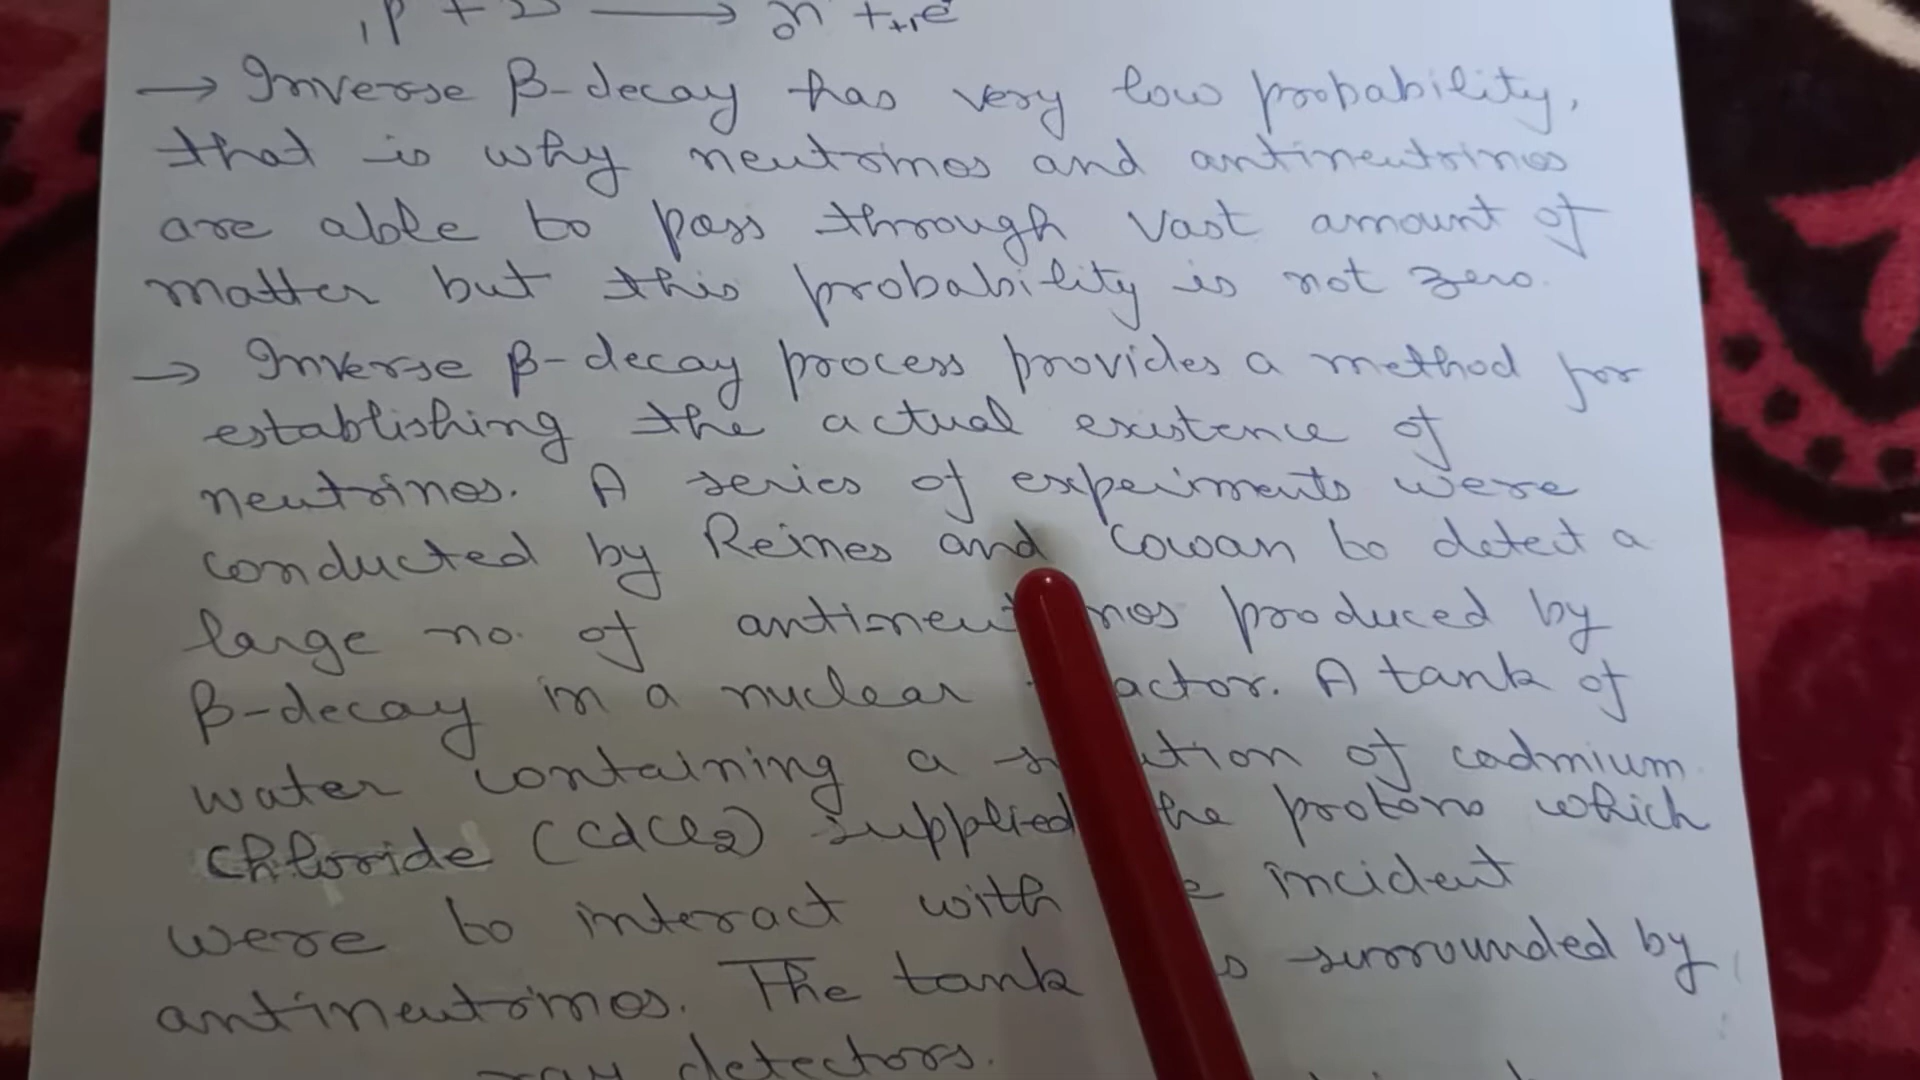 → Inverse β-decay has very low probability,
that is why neutrinos and antineutrinos
are able to pass through vast amount of
matter but this probability is not zero.
→ Inverse β-decay process provides a method for
establishing the actual existence of
neutrinos. A series of experiments were
conducted by Reines and Cowan to detect a
large no. of antineut nos produced by
β-decay in a nuclear actor. A tank of
water containing a s ution of cadmium
chloride (CdCl2) supplied the protons which
were to interact with e incident
antineutrinos. The tank s surrounded by
ray detectors.